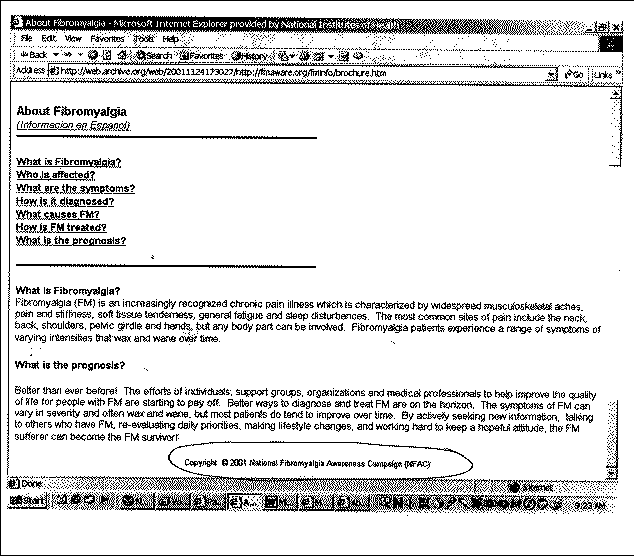 About Fibromyalgia - Microsoft Internet Explorer provided by National Institutes of Health
File Edit View Favorites Tools Help
Back Search Favorites History
Address http://web.archive.org/web/20011124173027/http://fmaware.org/fminfo/brochure.htm Go Links »
About Fibromyalgia
(Informacion en Espanol)
What is Fibromyalgia?
Who is affected?
What are the symptoms?
How is it diagnosed?
What causes FM?
How is FM treated?
What is the prognosis?
What is Fibromyalgia?
Fibromyalgia (FM) is an increasingly recognized chronic pain illness which is characterized by widespread musculoskeletal aches,
pain and stiffness, soft tissue tenderness, general fatigue and sleep disturbances. The most common sites of pain include the neck,
back, shoulders, pelvic girdle and hands, but any body part can be involved. Fibromyalgia patients experience a range of symptoms of
varying intensities that wax and wane over time.
What is the prognosis?
Better than ever before! The efforts of individuals, support groups, organizations and medical professionals to help improve the quality
of life for people with FM are starting to pay off. Better ways to diagnose and treat FM are on the horizon. The symptoms of FM can
vary in severity and often wax and wane, but most patients do tend to improve over time. By actively seeking new information, talking
to others who have FM, re-evaluating daily priorities, making lifestyle changes, and working hard to keep a hopeful attitude, the FM
sufferer can become the FM survivor!
Copyright © 2001 National Fibromyalgia Awareness Campaign (NFAC)
Done Internet
Start 9:23 AM